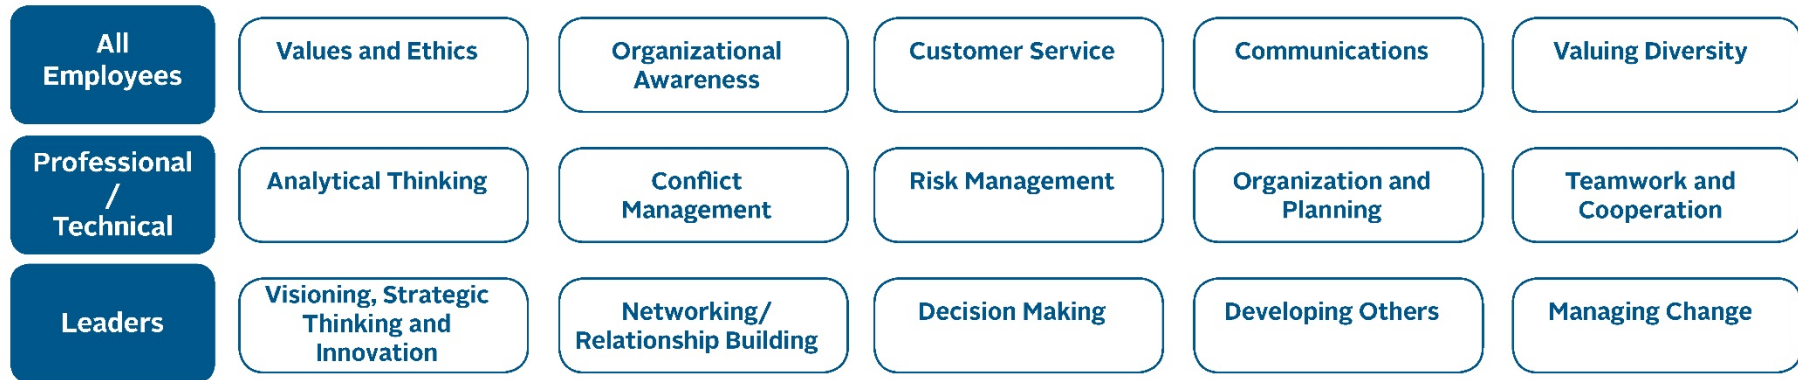 All
Employees
Values and Ethics
Organizational
Awareness
Customer Service
Communications
Valuing Diversity
Professional
/
Technical
Analytical Thinking
Conflict
Management
Risk Management
Organization and
Planning
Teamwork and
Cooperation
Leaders
Visioning, Strategic
Thinking and
Innovation
Networking/
Relationship Building
Decision Making
Developing Others
Managing Change